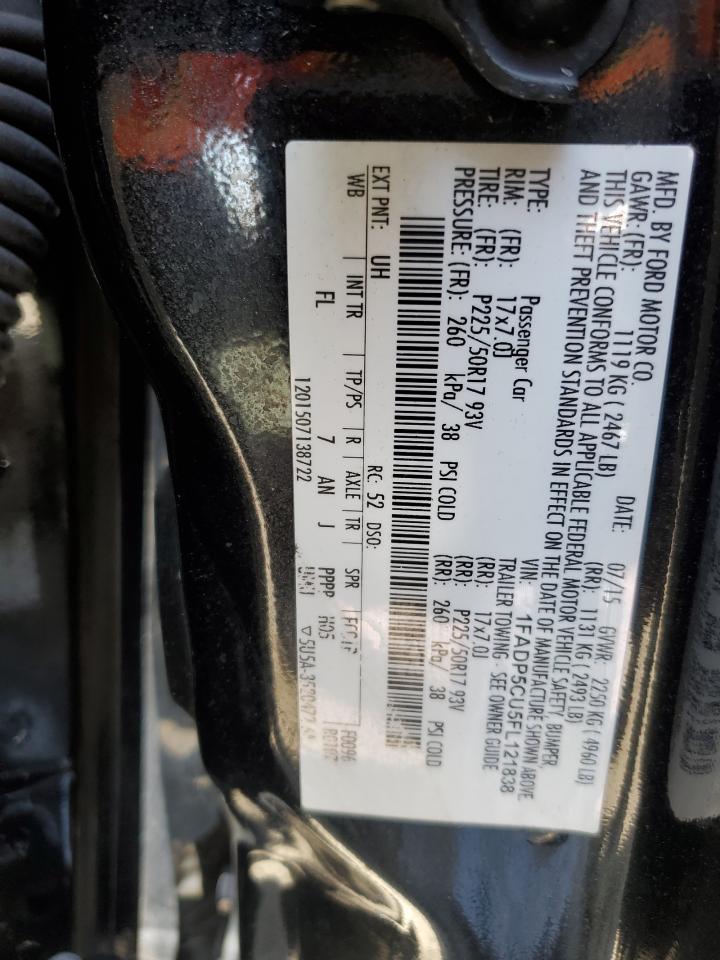 MFD. BY FORD MOTOR CO.
DATE: 07/15 GVWR: 2250 KG ( 4960 LB)
GAWR: (FR): 1119 KG ( 2467 LB) (RR): 1131 KG ( 2493 LB)
THIS VEHICLE CONFORMS TO ALL APPLICABLE FEDERAL MOTOR VEHICLE SAFETY, BUMPER,
AND THEFT PREVENTION STANDARDS IN EFFECT ON THE DATE OF MANUFACTURE SHOWN ABOVE
VIN: 1FADP5CU5FL121838
TYPE: Passenger Car TRAILER TOWING - SEE OWNER GUIDE
RIM: (FR): 17x7.0J (RR): 17x7.0J
TIRE: (FR): P225/50R17 93V (RR): P225/50R17 93V
PRESSURE: (FR): 260 kPa/ 38 PSI COLD (RR): 260 kPa/ 38 PSI COLD
EXT PNT: UH RC: 52 DSO:
WB INT TR TP/PS R AXLE TR SPR
FL 7 AN J PPPP
1201507138722